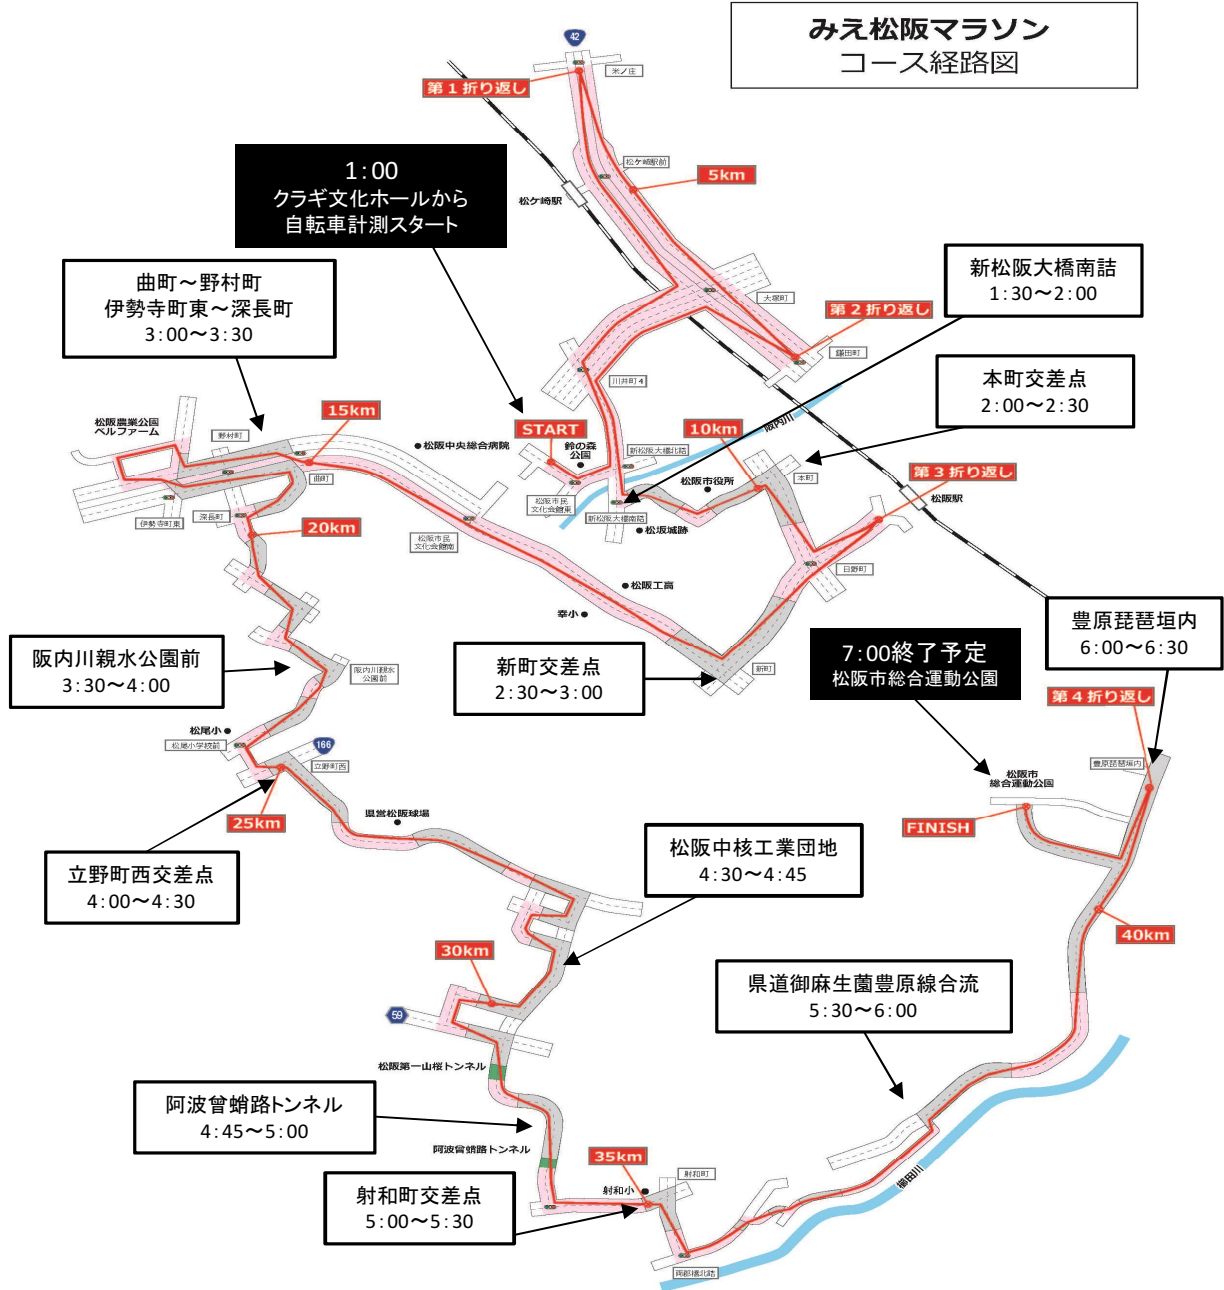 みえ松阪マラソン
コース経路図
42
米ノ庄
第1折り返し
松ケ崎駅前
5km
松ケ崎駅
1:00
クラギ文化ホールから
自転車計測スタート
新松阪大橋南詰
1:30～2:00
曲町～野村町
伊勢寺町東～深長町
3:00～3:30
大塚町
第2折り返し
鎌田町
川井町4
本町交差点
2:00～2:30
阪内川
松阪農業公園
ベルファーム
野村町
15km
松阪中央総合病院
START
鈴の森
公園
10km
新松阪大橋北詰
本町
第3折り返し
松阪市役所
曲町
松阪駅
伊勢寺町東
深長町
20km
松阪市民
文化会館南
松阪市民
文化会館東
新松阪大橋南詰
松坂城跡
日野町
松阪工高
幸小
阪内川親水公園前
3:30～4:00
阪内川親水
公園前
新町交差点
2:30～3:00
新町
7:00終了予定
松阪市総合運動公園
豊原琵琶垣内
6:00～6:30
第4折り返し
松尾小
松尾小学校前
166
立野町西
豊原琵琶垣内
松阪市
総合運動公園
25km
県営松阪球場
FINISH
立野町西交差点
4:00～4:30
松阪中核工業団地
4:30～4:45
30km
40km
県道御麻生薗豊原線合流
5:30～6:00
59
松阪第一山桜トンネル
阿波曾蛸路トンネル
4:45～5:00
阿波曾蛸路トンネル
35km
射和町
射和小
櫛田川
射和町交差点
5:00～5:30
両郡橋北詰